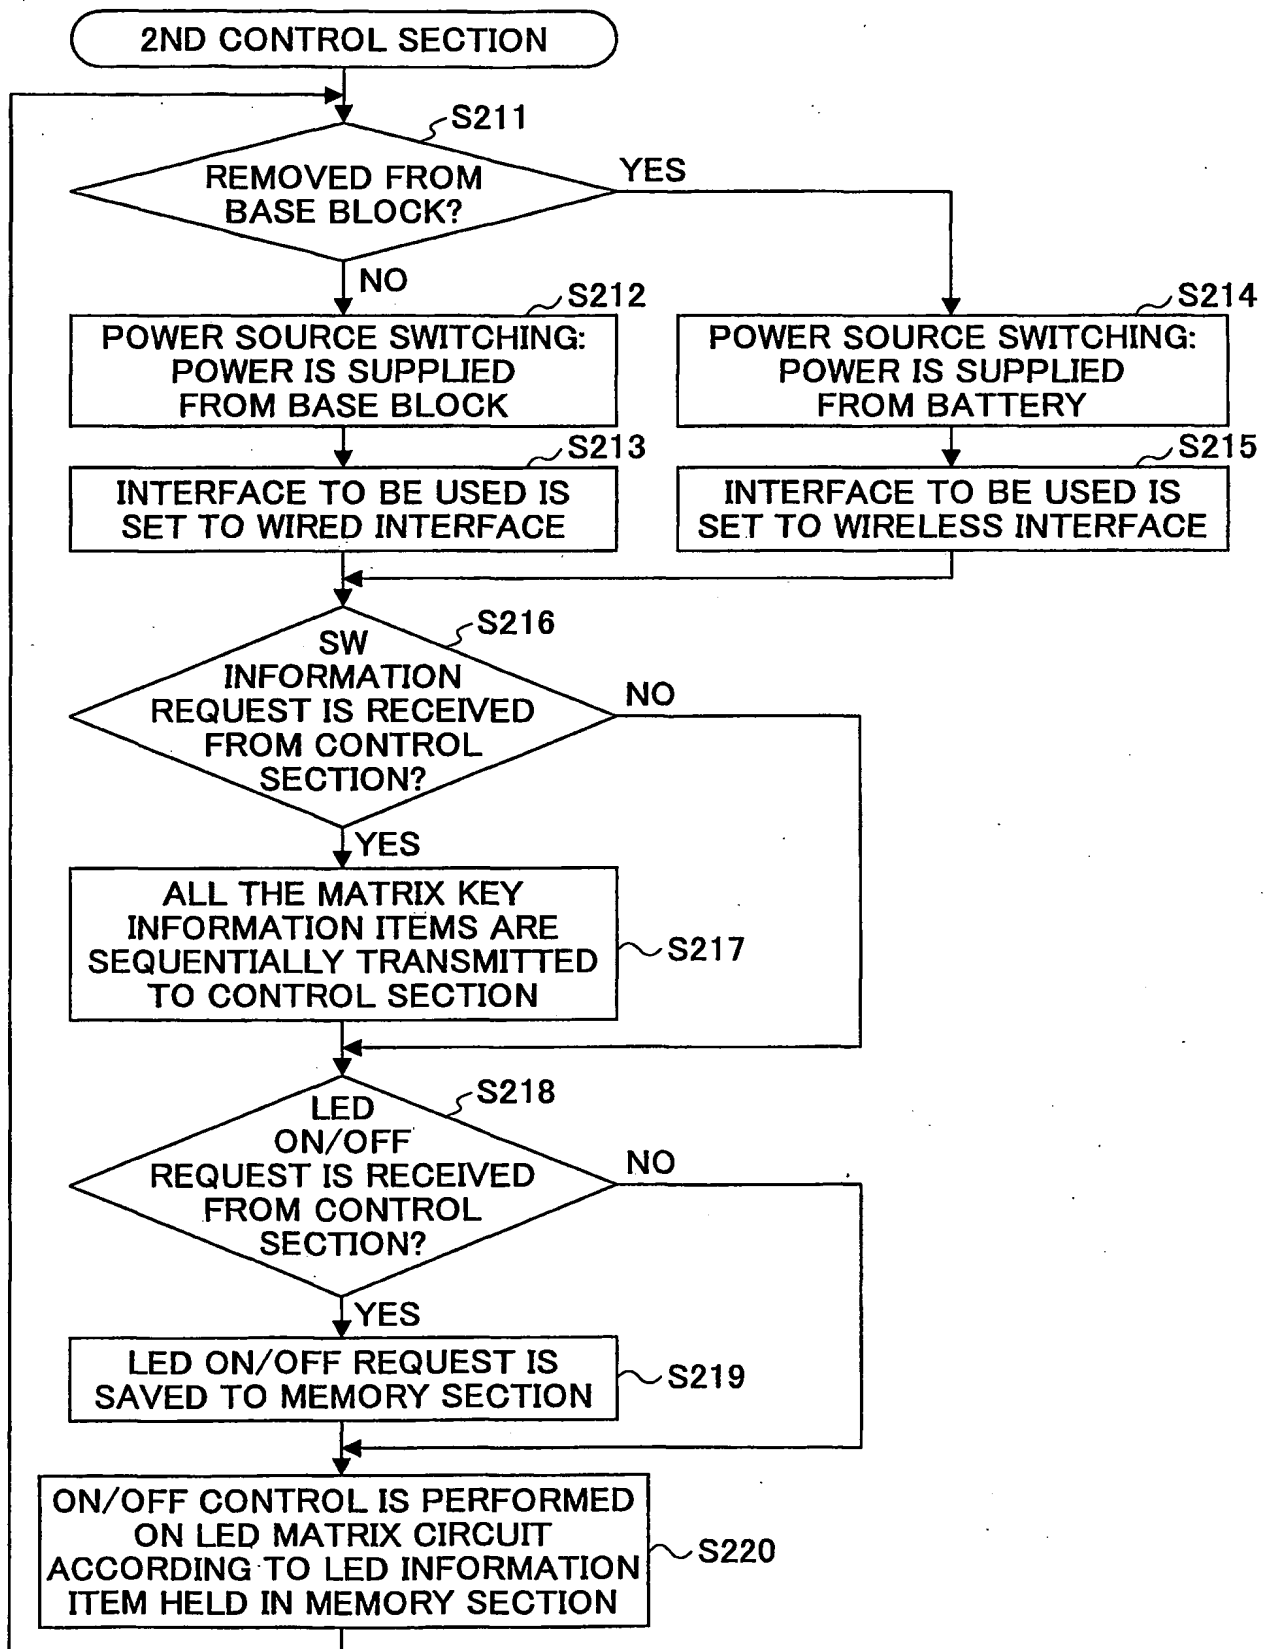 2ND CONTROL SECTION
S211
REMOVED FROM
BASE BLOCK?
YES
NO
S212
POWER SOURCE SWITCHING:
POWER IS SUPPLIED
FROM BASE BLOCK
S214
POWER SOURCE SWITCHING:
POWER IS SUPPLIED
FROM BATTERY
S213
INTERFACE TO BE USED IS
SET TO WIRED INTERFACE
S215
INTERFACE TO BE USED IS
SET TO WIRELESS INTERFACE
S216
SW
INFORMATION
REQUEST IS RECEIVED
FROM CONTROL
SECTION?
NO
YES
ALL THE MATRIX KEY
INFORMATION ITEMS ARE
SEQUENTIALLY TRANSMITTED
TO CONTROL SECTION
S217
S218
LED
ON/OFF
REQUEST IS RECEIVED
FROM CONTROL
SECTION?
NO
YES
LED ON/OFF REQUEST IS
SAVED TO MEMORY SECTION
S219
ON/OFF CONTROL IS PERFORMED
ON LED MATRIX CIRCUIT
ACCORDING TO LED INFORMATION
ITEM HELD IN MEMORY SECTION
S220